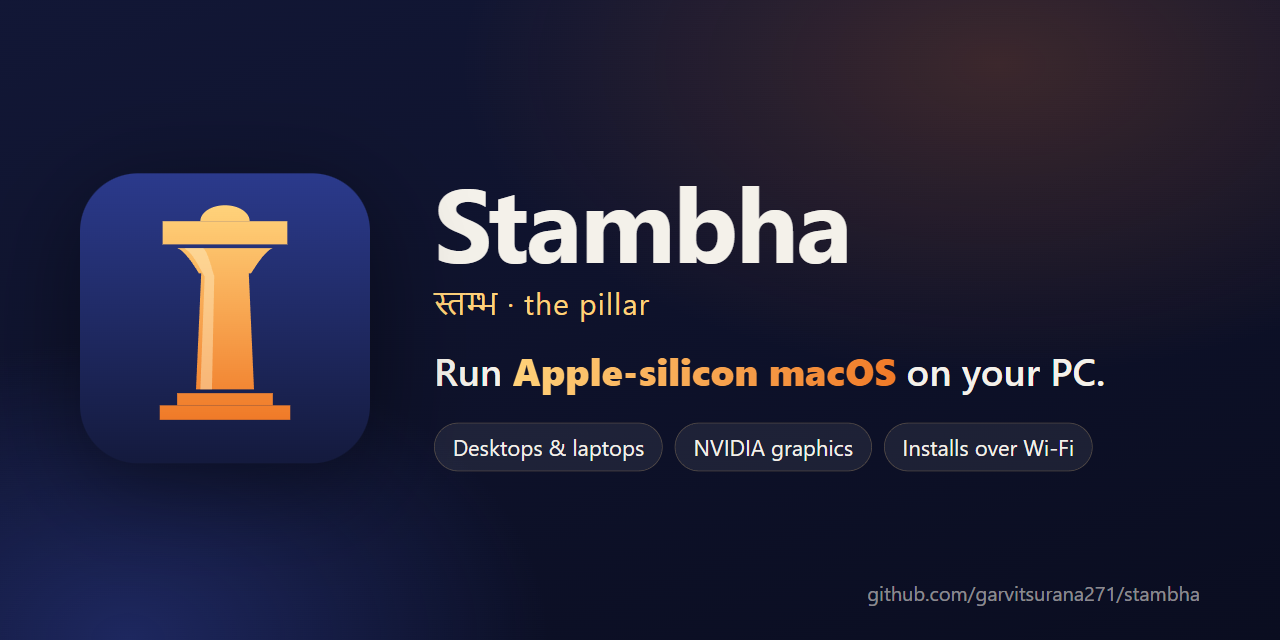 Stambha
स्तम्भ · the pillar
Run Apple-silicon macOS on your PC.
Desktops & laptops
NVIDIA graphics
Installs over Wi-Fi
github.com/garvitsurana271/stambha